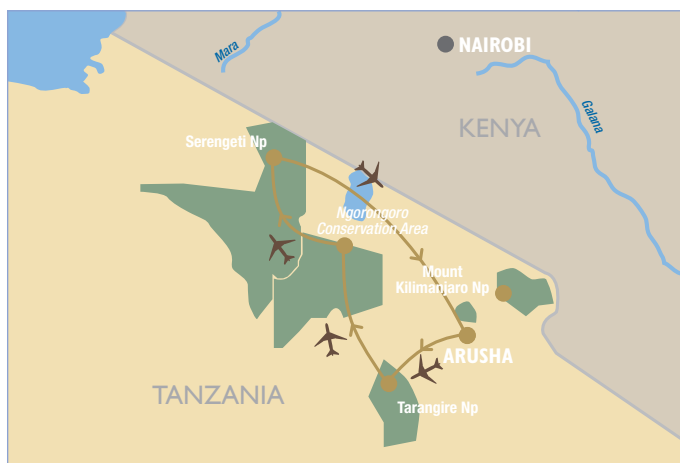 Mara
NAIROBI
Galana
KENYA
Serengeti Np
Ngorongoro
Conservation Area
Mount
Kilimanjaro Np
ARUSHA
TANZANIA
Tarangire Np